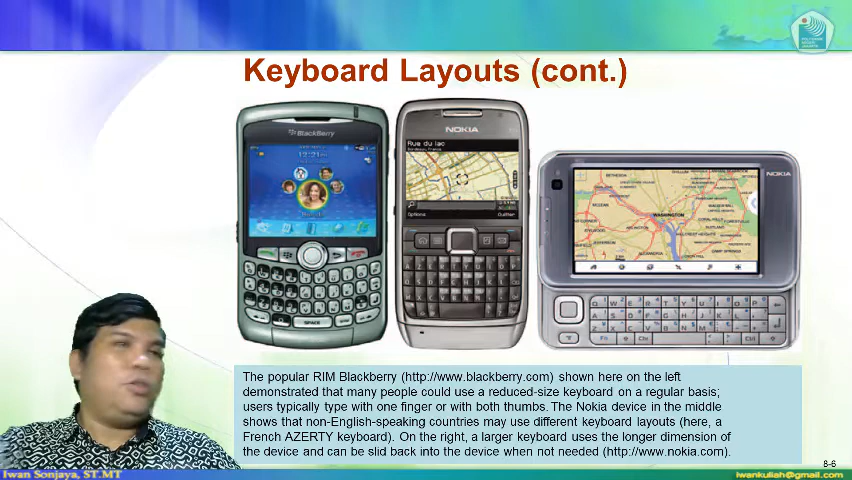 Keyboard Layouts (cont.)
BlackBerry
NOKIA
Rue du lac
Options
NOKIA
WASHINGTON
SPACE
The popular RIM Blackberry (http://www.blackberry.com) shown here on the left
demonstrated that many people could use a reduced-size keyboard on a regular basis;
users typically type with one finger or with both thumbs. The Nokia device in the middle
shows that non-English-speaking countries may use different keyboard layouts (here, a
French AZERTY keyboard). On the right, a larger keyboard uses the longer dimension of
the device and can be slid back into the device when not needed (http://www.nokia.com).
8-6
Iwan Sonjaya, ST.MT
iwankuliah@gmail.com